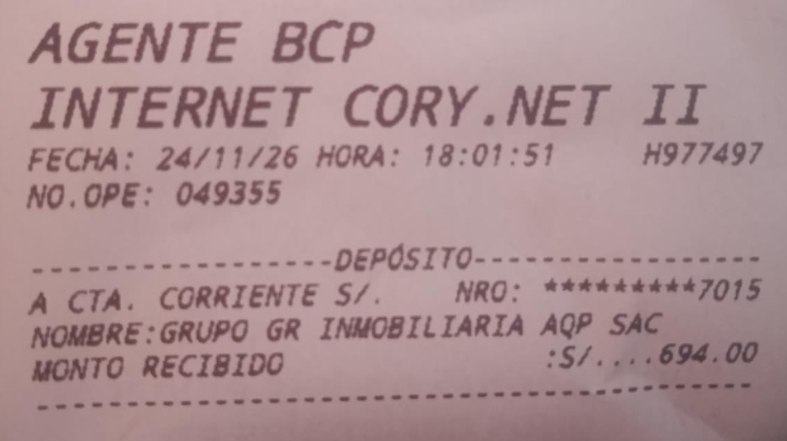 AGENTE BCP
INTERNET CORY.NET II
FECHA: 24/11/26 HORA: 18:01:51 H977497
NO.OPE: 049355
-----------------DEPÓSITO----------------
A CTA. CORRIENTE S/. NRO: *********7015
NOMBRE:GRUPO GR INMOBILIARIA AQP SAC
MONTO RECIBIDO :S/....694.00
-----------------------------------------